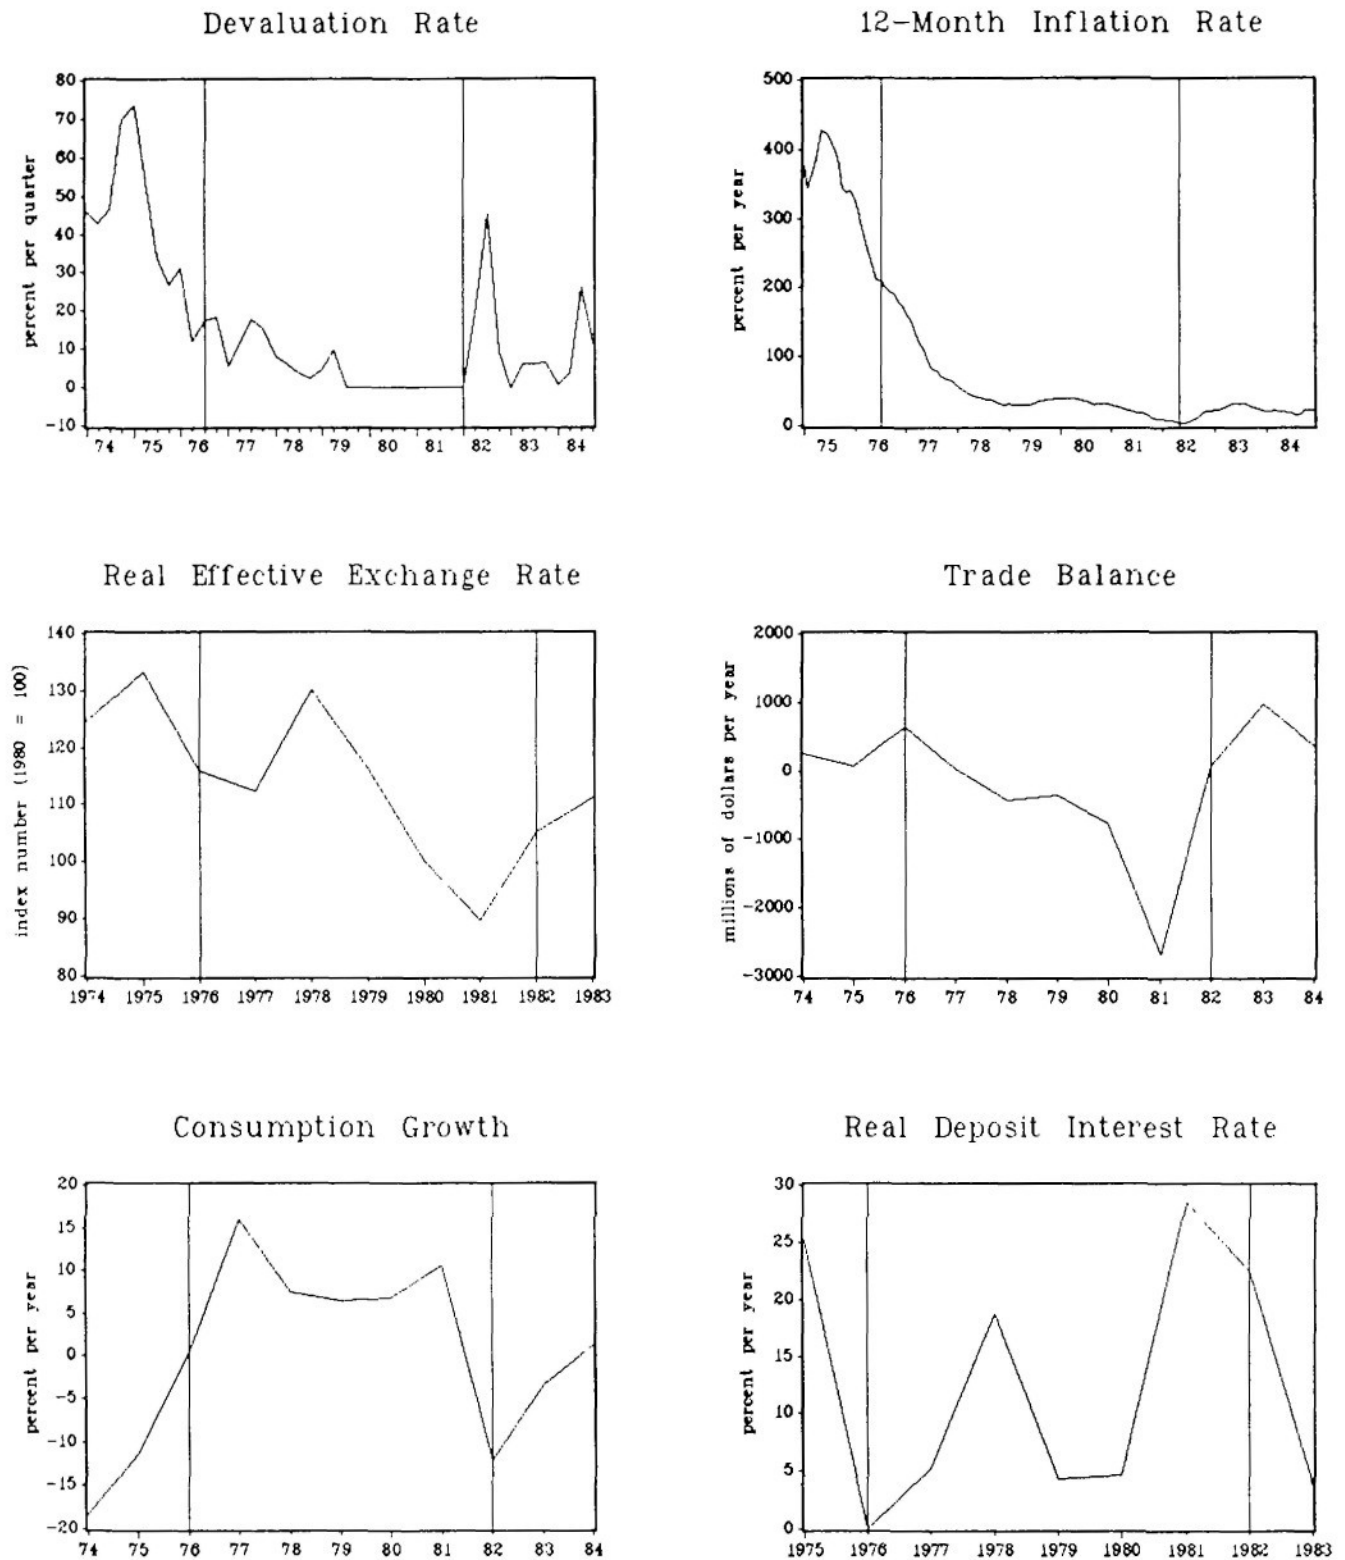 Devaluation Rate
percent per quarter
80
70
60
50
40
30
20
10
0
-10
74 75 76 77 78 79 80 81 82 83 84
12-Month Inflation Rate
percent per year
500
400
300
200
100
0
75 76 77 78 79 80 81 82 83 84
Real Effective Exchange Rate
index number (1980 = 100)
140
130
120
110
100
90
80
1974 1975 1976 1977 1978 1979 1980 1981 1982 1983
Trade Balance
millions of dollars per year
2000
1000
0
-1000
-2000
-3000
74 75 76 77 78 79 80 81 82 83 84
Consumption Growth
percent per year
20
15
10
5
0
-5
-10
-15
-20
74 75 76 77 78 79 80 81 82 83 84
Real Deposit Interest Rate
percent per year
30
25
20
15
10
5
0
1975 1976 1977 1978 1979 1980 1981 1982 1983